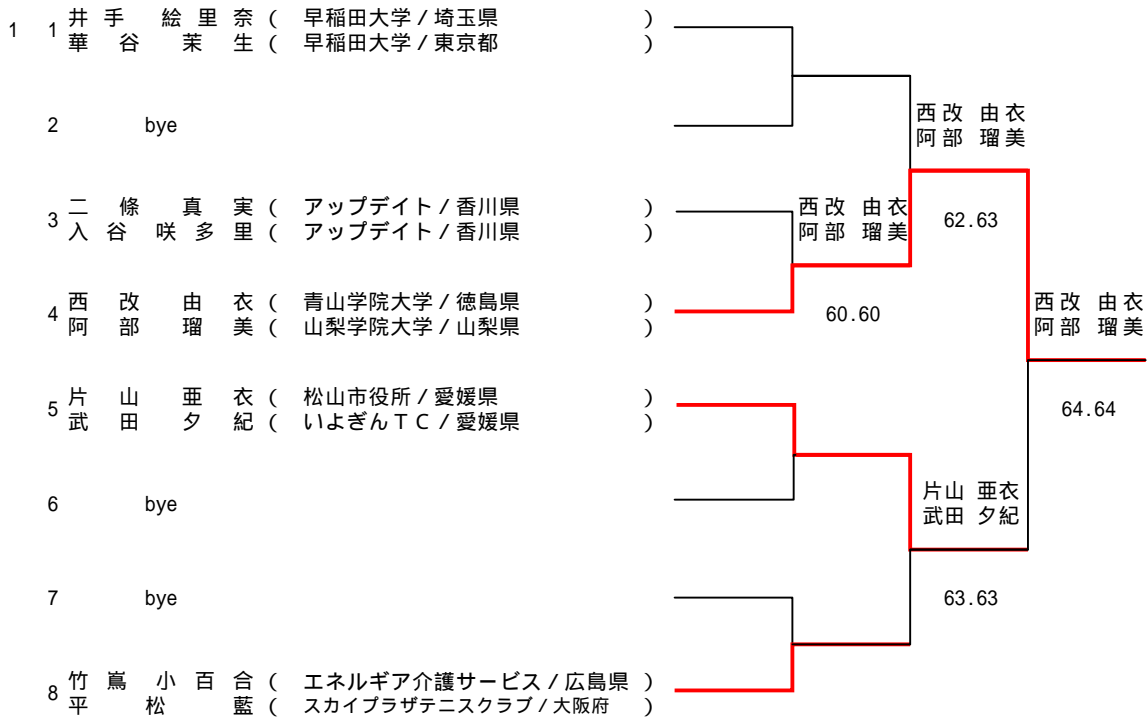 1 1 井手 絵里奈 ( 早稲田大学 / 埼玉県 )
華谷 茉生 ( 早稲田大学 / 東京都 )
西改 由衣
阿部 瑠美
2 bye
3 二條 真実 ( アップデイト / 香川県 )
入谷 咲多里 ( アップデイト / 香川県 )
西改 由衣
阿部 瑠美
62.63
4 西改 由衣 ( 青山学院大学 / 徳島県 )
阿部 瑠美 ( 山梨学院大学 / 山梨県 )
60.60
西改 由衣
阿部 瑠美
5 片山 亜衣 ( 松山市役所 / 愛媛県 )
武田 夕紀 ( いよぎんTC / 愛媛県 )
64.64
6 bye
片山 亜衣
武田 夕紀
7 bye
63.63
8 竹嶌 小百合 ( エネルギア介護サービス / 広島県 )
平松 藍 ( スカイプラザテニスクラブ / 大阪府 )